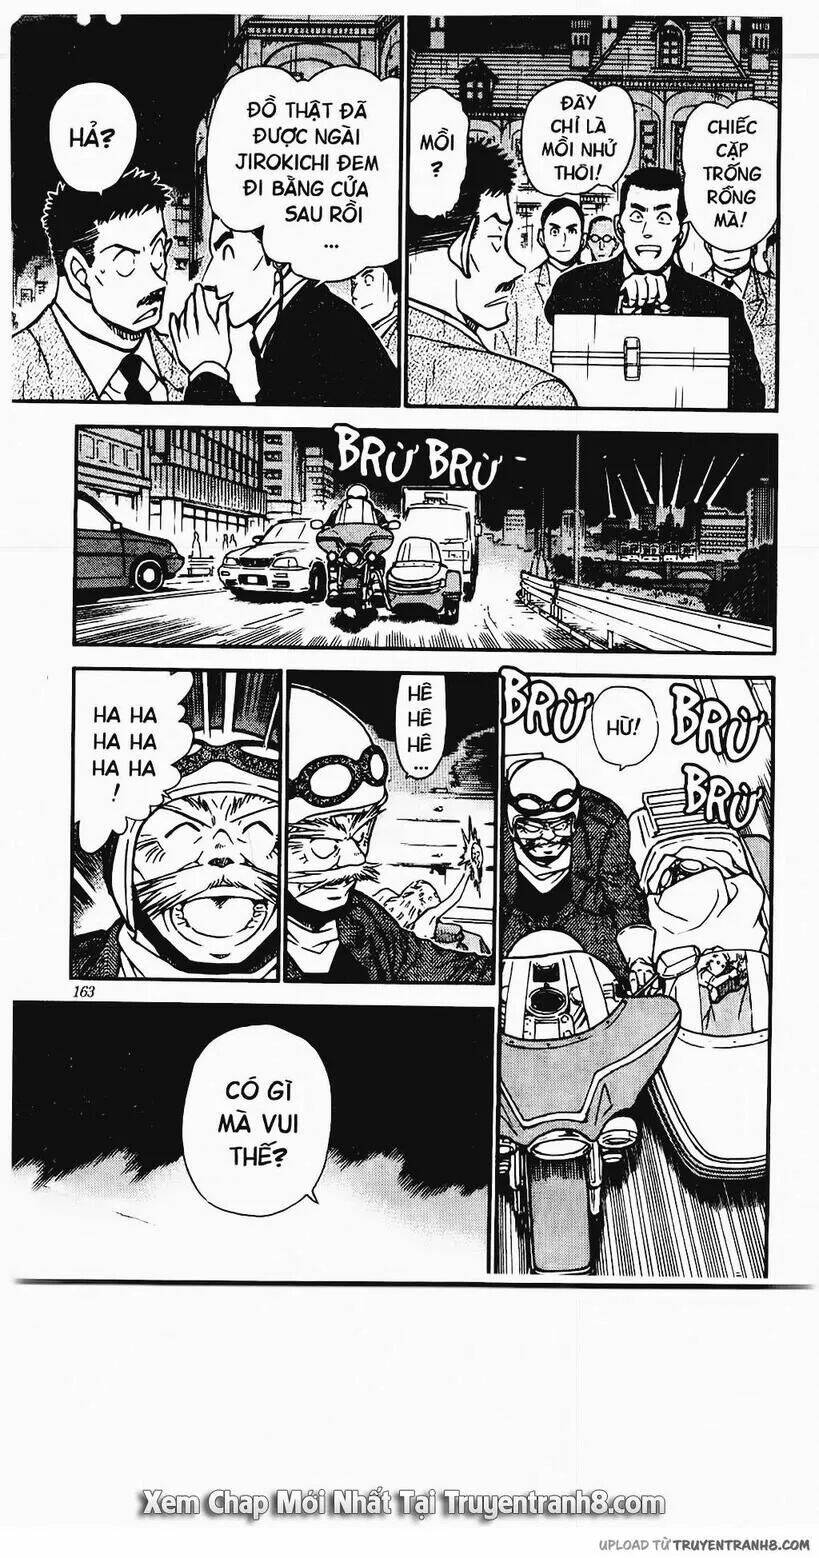 CHIẾC
CẶP
TRỐNG
RỖNG
MÀ!
ĐÂY
CHỈ LÀ
MỒI NHỬ
THÔI!
MỒI
?
ĐỒ THẬT ĐÃ
ĐƯỢC NGÀI
JIROKICHI ĐEM
ĐI BẰNG CỬA
SAU RỒI
...
HẢ?
BRỪ BRỪ
BRỪ
HỪ!
BRỪ
BRỪ
HÊ
HÊ
HÊ
...
HA HA
HA HA
HA HA
!
163
CÓ GÌ
MÀ VUI
THẾ?
Xem Chap Mới Nhất Tại Truyentranh8.com
UPLOAD TỪ TRUYENTRANH8.COM